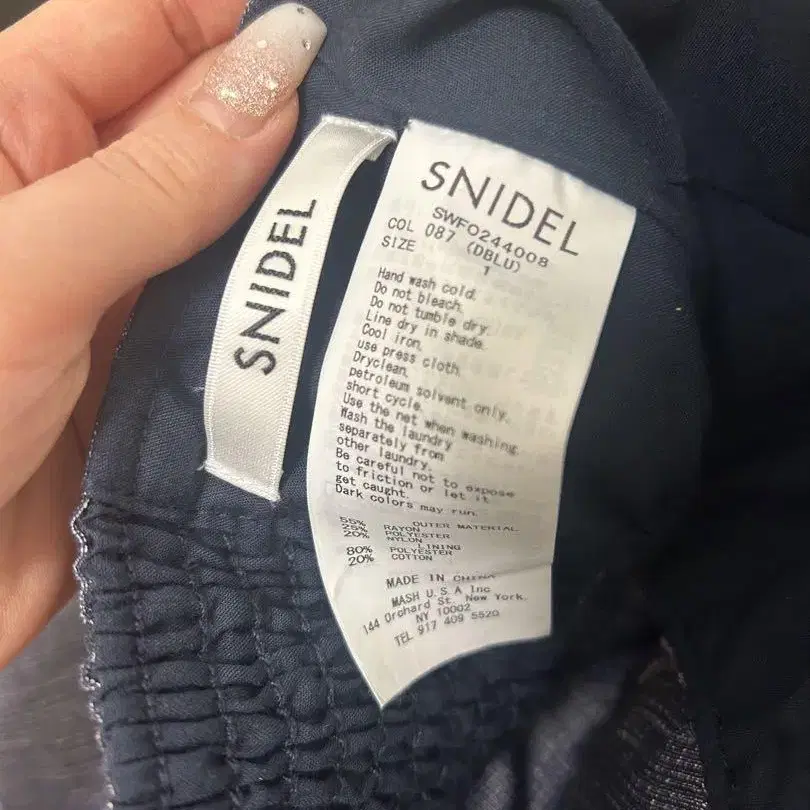 SNIDEL
SNIDEL
SWFO244008
COL 087 (DBLU)
SIZE 1
Hand wash cold.
Do not bleach.
Do not tumble dry.
Line dry in shade.
Cool iron.
use press cloth.
Dryclean.
petroleum solvent only.
short cycle.
Use the net when washing.
Wash the laundry
separately from
other laundry.
Be careful not to expose
to friction or let it
get caught.
Dark colors may run.
OUTER MATERIAL
55% RAYON
25% POLYESTER
20% NYLON
LINING
80% POLYESTER
20% COTTON
MADE IN CHINA
MASH U.S.A Inc
144 Orchard St. New York.
NY 10002
TEL 917 409 5520